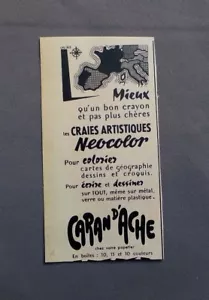 Mieux
qu'un bon crayon
et pas plus chères
les CRAIES ARTISTIQUES
Neocolor
Pour colorier
cartes de géographie
dessins et croquis.
Pour écrire et dessiner
sur TOUT, même sur métal,
verre ou matière plastique.
CARAN D'ACHE
chez votre papetier
En boîtes : 10, 15 et 30 couleurs